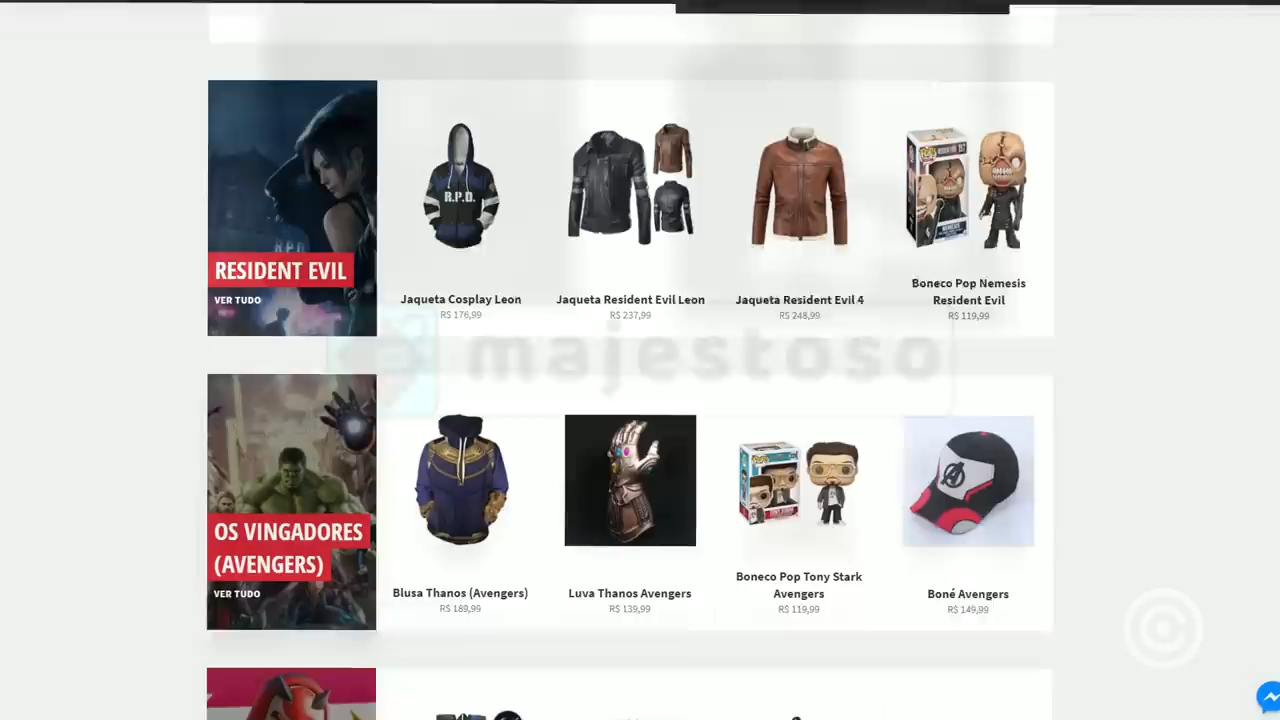 R.P.D.
R.P.D.
RESIDENT EVIL
VER TUDO
Jaqueta Cosplay Leon
R$ 176,99
Jaqueta Resident Evil Leon
R$ 237,99
Jaqueta Resident Evil 4
R$ 248,99
Boneco Pop Nemesis
Resident Evil
R$ 119,99
majestoso
OS VINGADORES
(AVENGERS)
VER TUDO
Blusa Thanos (Avengers)
R$ 189,99
Luva Thanos Avengers
R$ 139,99
Boneco Pop Tony Stark
Avengers
R$ 119,99
Boné Avengers
R$ 149,99